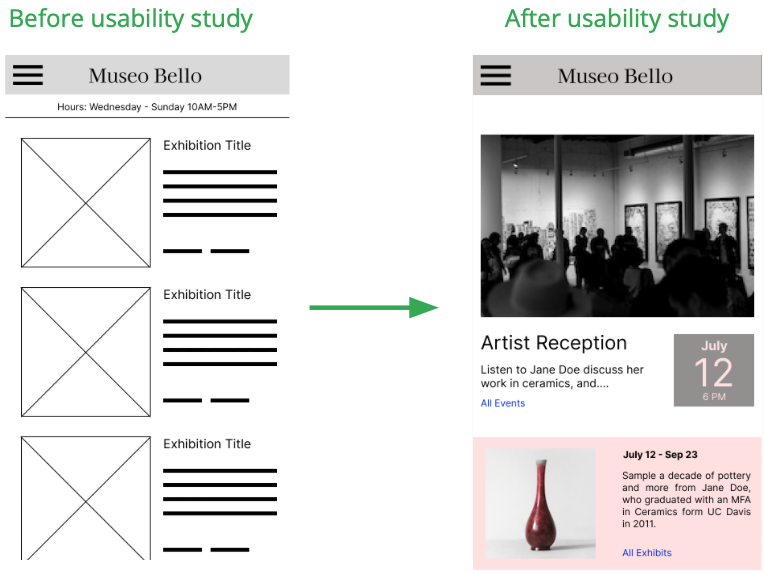 Before usability study
After usability study
Museo Bello
Hours: Wednesday - Sunday 10AM-5PM
Exhibition Title
Exhibition Title
Exhibition Title
Museo Bello
Artist Reception
Listen to Jane Doe discuss her
work in ceramics, and....
All Events
July
12
6 PM
July 12 - Sep 23
Sample a decade of pottery
and more from Jane Doe,
who graduated with an MFA
in Ceramics form UC Davis
in 2011.
All Exhibits